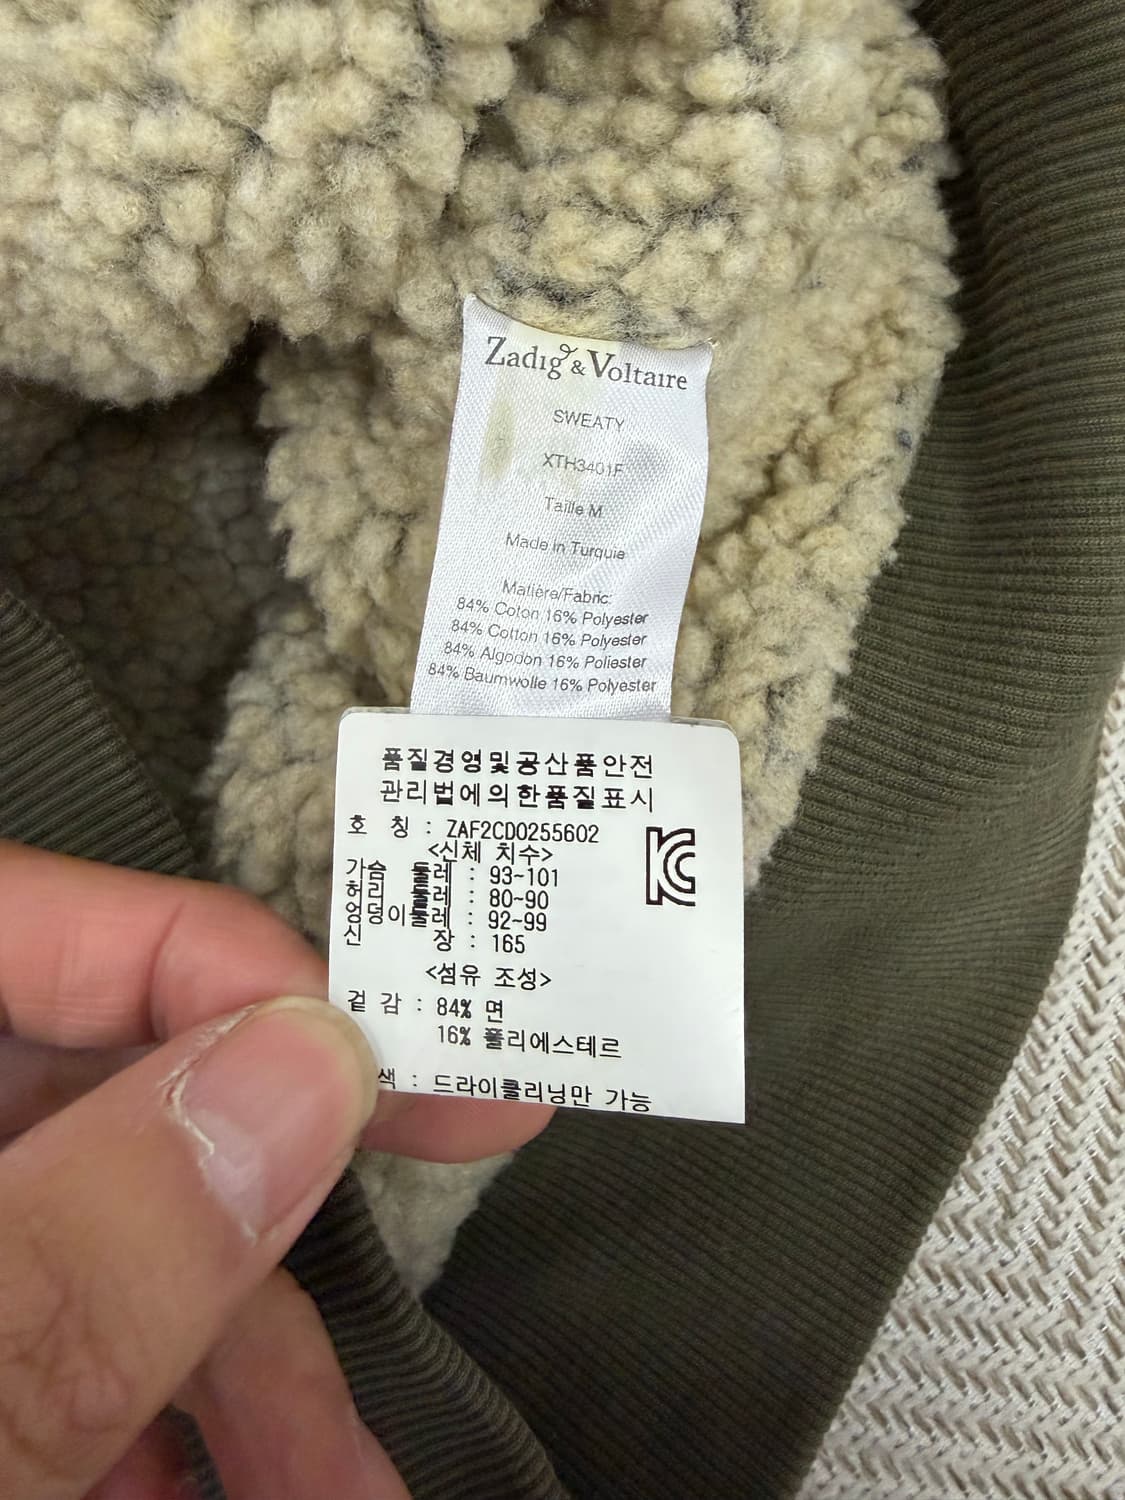 Zadig & Voltaire
SWEATY
XTH3401F
Taille M
Made in Turquie
Matière/Fabric:
84% Coton 16% Polyester
84% Cotton 16% Polyester
84% Algodon 16% Poliester
84% Baumwolle 16% Polyester
품질경영및공산품안전
관리법에의한품질표시
호 칭 : ZAF2CD0255602
<신체 치수>
가슴 둘레 : 93~101
허리 둘레 : 80~90
엉덩이둘레 : 92~99
신 장 : 165
<섬유 조성>
겉 감 : 84% 면
16% 폴리에스테르
색 : 드라이클리닝만 가능